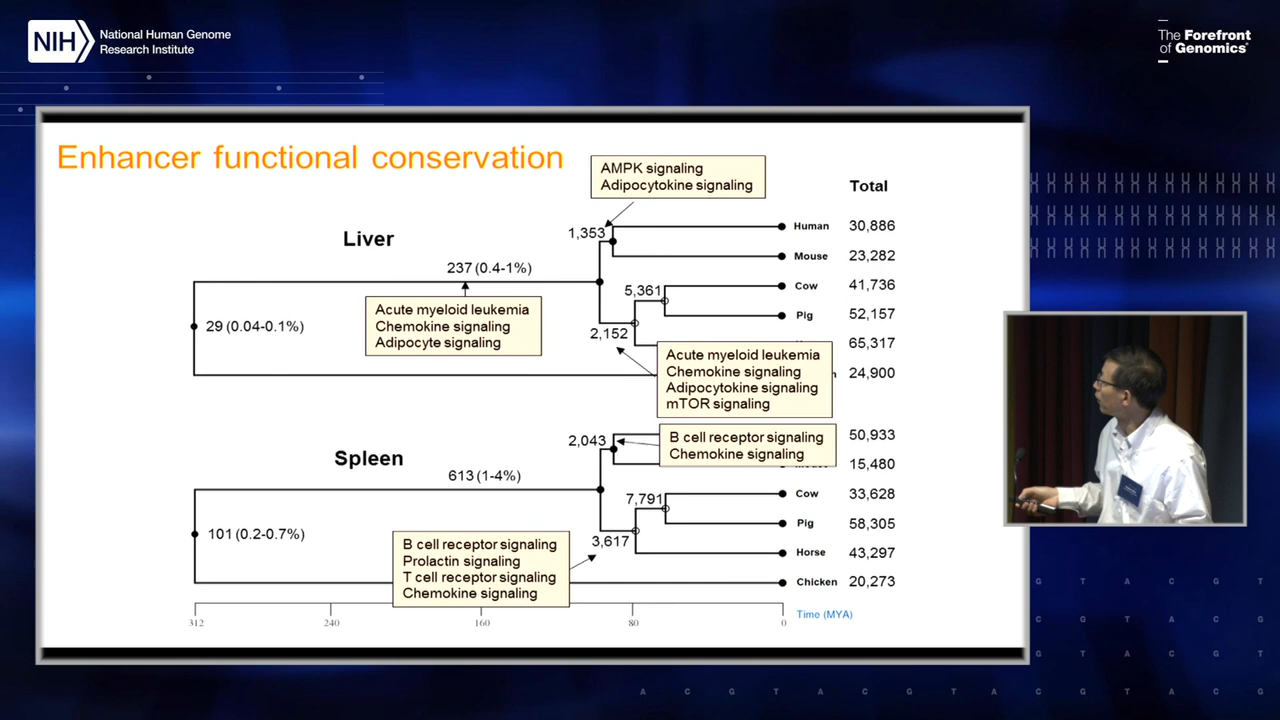 NIH
National Human Genome
Research Institute
The Forefront
of Genomics®
Enhancer functional conservation
AMPK signaling
Adipocytokine signaling
Total
Liver
1,353
Human 30,886
Mouse 23,282
237 (0.4-1%)
5,361
Cow 41,736
Acute myeloid leukemia
Chemokine signaling
Adipocyte signaling
Pig 52,157
29 (0.04-0.1%)
2,152
65,317
Acute myeloid leukemia
Chemokine signaling
Adipocytokine signaling
mTOR signaling
24,900
2,043
B cell receptor signaling
Chemokine signaling
50,933
Spleen
15,480
613 (1-4%)
7,791
Cow 33,628
Pig 58,305
101 (0.2-0.7%)
3,617
B cell receptor signaling
Prolactin signaling
T cell receptor signaling
Chemokine signaling
Horse 43,297
Chicken 20,273
312 240 160 80 0
Time (MYA)
G T A C G T
A C G T A C G
G T A C G T
A C G T A C G T A C G T A C G